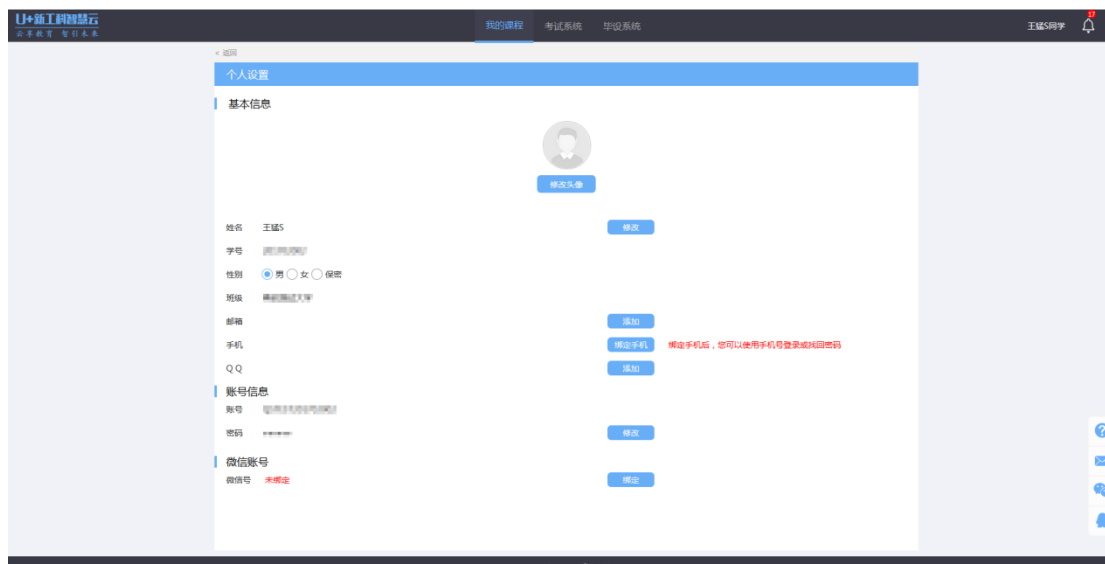 U+新工科智慧云
云享教育 智引未来
我的课程 考试系统 毕设系统
王猛S同学
17
< 返回
个人设置
基本信息
修改头像
姓名 王猛S 修改
学号
性别 男 女 保密
班级
邮箱 添加
手机 绑定手机 绑定手机后，您可以使用手机号登录或找回密码
Q Q 添加
账号信息
账号
密码 ******** 修改
微信账号
微信号 未绑定 绑定